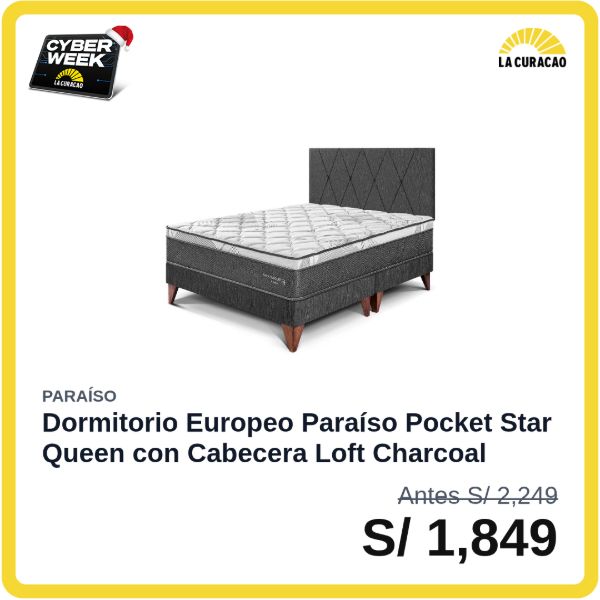 CYBER
WEEK
LA CURACAO
LA CURACAO
PARAÍSO
Dormitorio Europeo Paraíso Pocket Star
Queen con Cabecera Loft Charcoal
Antes S/ 2,249
S/ 1,849